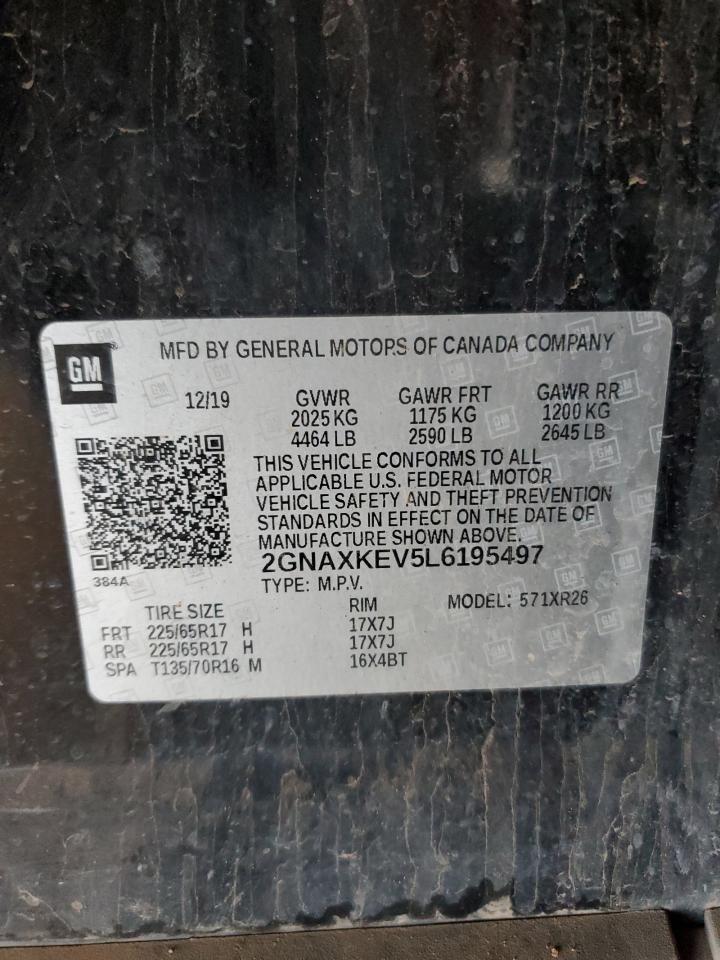 GM
MFD BY GENERAL MOTORS OF CANADA COMPANY
12/19
GVWR GAWR FRT GAWR RR
2025 KG 1175 KG 1200 KG
4464 LB 2590 LB 2645 LB
THIS VEHICLE CONFORMS TO ALL
APPLICABLE U.S. FEDERAL MOTOR
VEHICLE SAFETY AND THEFT PREVENTION
STANDARDS IN EFFECT ON THE DATE OF
MANUFACTURE SHOWN ABOVE.
2GNAXKEV5L6195497
384A
TYPE: M.P.V.
MODEL: 571XR26
TIRE SIZE RIM
FRT 225/65R17 H 17X7J
RR 225/65R17 H 17X7J
SPA T135/70R16 M 16X4BT